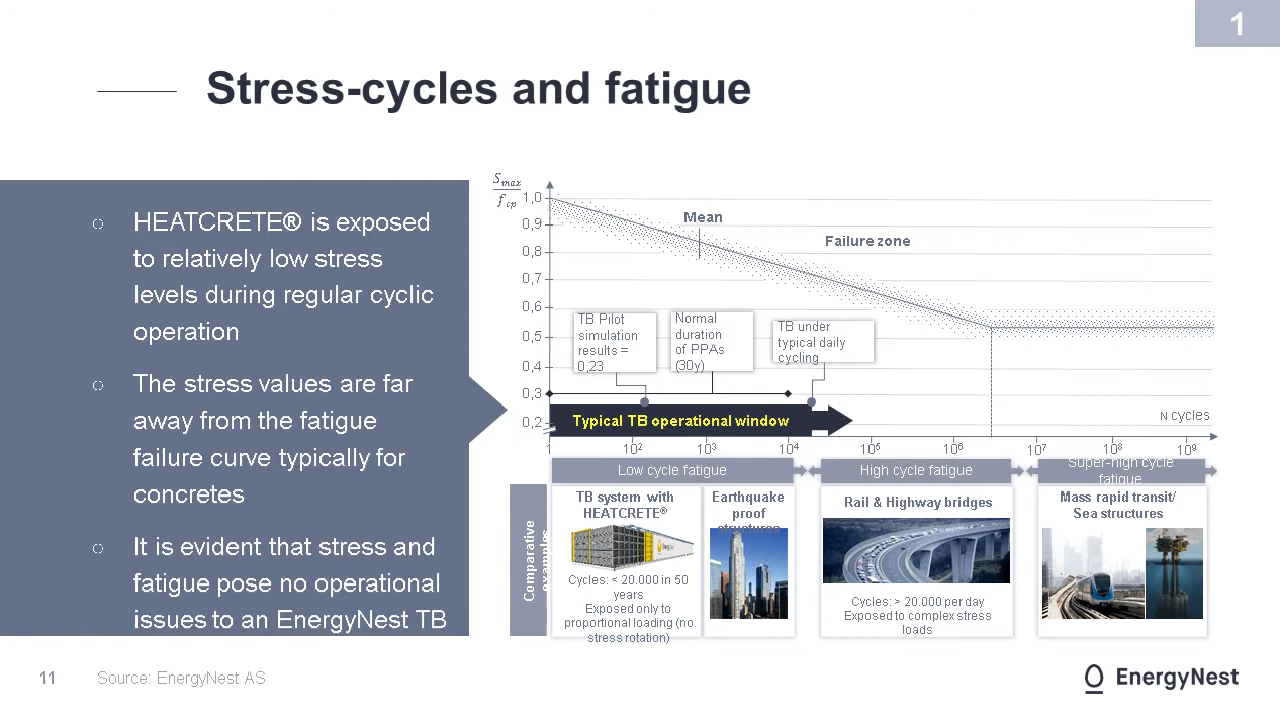 1
Stress-cycles and fatigue
○ HEATCRETE® is exposed
to relatively low stress
levels during regular cyclic
operation
○ The stress values are far
away from the fatigue
failure curve typically for
concretes
○ It is evident that stress and
fatigue pose no operational
issues to an EnergyNest TB
Smax
fcp
1,0
0,9
0,8
0,7
0,6
0,5
0,4
0,3
0,2
Mean
Failure zone
TB Pilot
simulation
results =
0,23
Normal
duration
of PPAs
(30y)
TB under
typical daily
cycling
Typical TB operational window
N cycles
1 10² 10³ 10⁴ 10⁵ 10⁶ 10⁷ 10⁸ 10⁹
Low cycle fatigue
High cycle fatigue
Super-high cycle
fatigue
Comparative
examples
TB system with
HEATCRETE®
EnergyNest
Cycles: < 20.000 in 50
years
Exposed only to
proportional loading (no
stress rotation)
Earthquake
proof
structures
Rail & Highway bridges
Cycles: > 20.000 per day
Exposed to complex stress
loads
Mass rapid transit/
Sea structures
11
Source: EnergyNest AS
EnergyNest